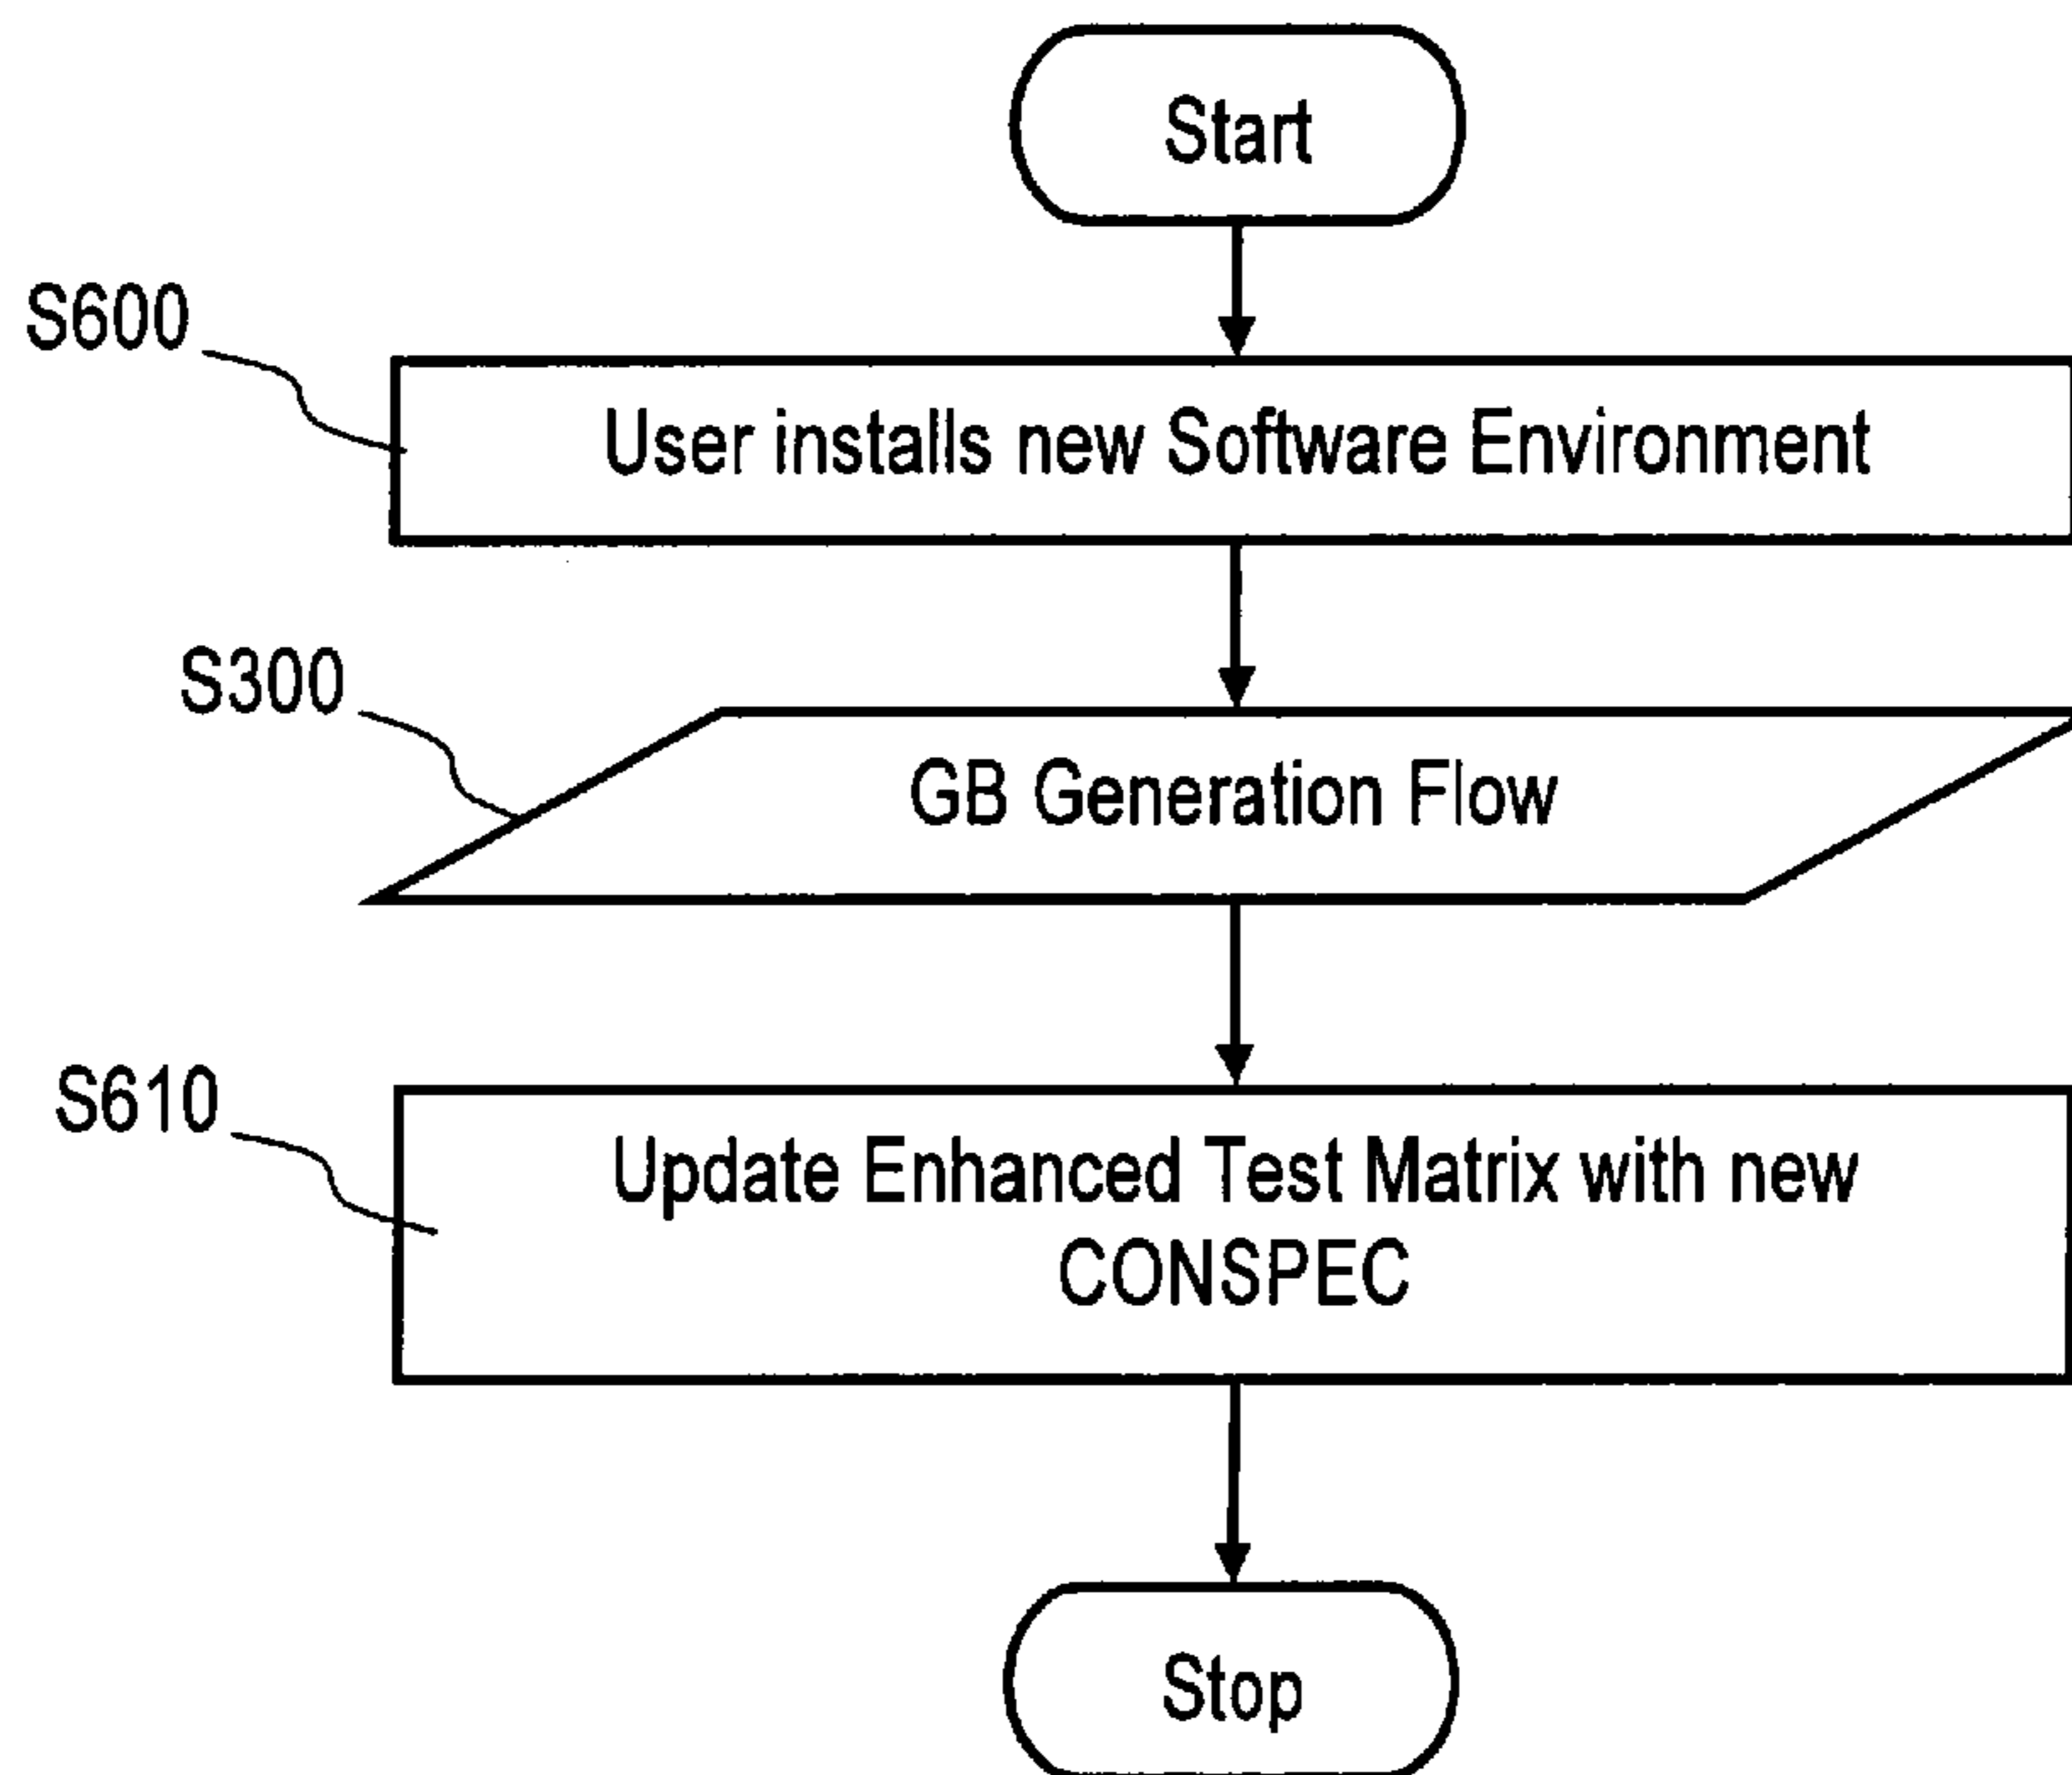 Start
S600
User installs new Software Environment
S300
GB Generation Flow
S610
Update Enhanced Test Matrix with new
CONSPEC
Stop